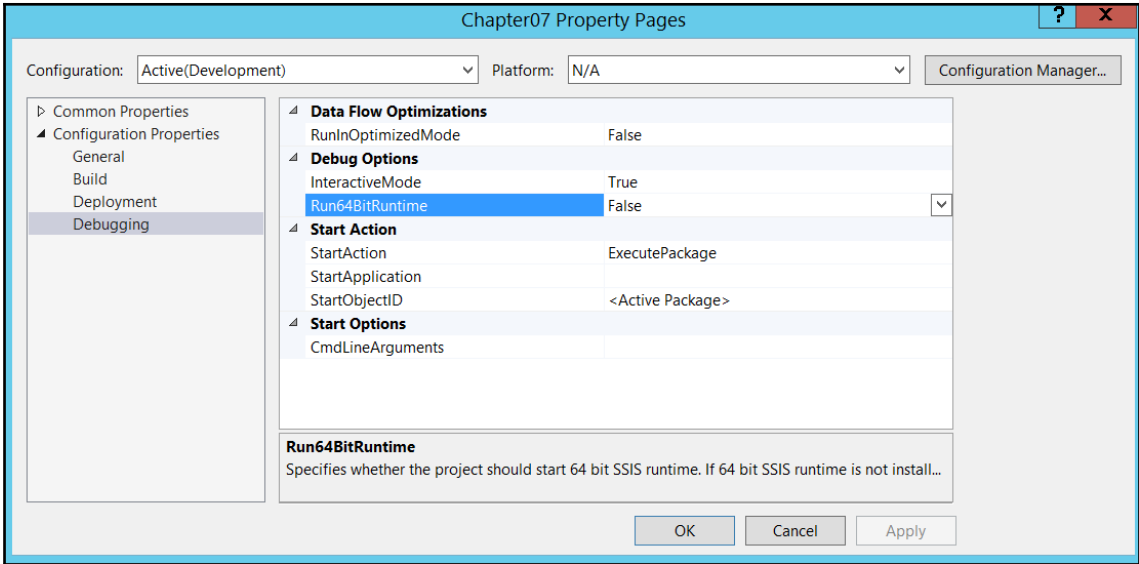 Chapter07 Property Pages
? X
Configuration: Active(Development) Platform: N/A Configuration Manager...
Common Properties
Configuration Properties
General
Build
Deployment
Debugging
Data Flow Optimizations
RunInOptimizedMode False
Debug Options
InteractiveMode True
Run64BitRuntime False
Start Action
StartAction ExecutePackage
StartApplication
StartObjectID <Active Package>
Start Options
CmdLineArguments
Run64BitRuntime
Specifies whether the project should start 64 bit SSIS runtime. If 64 bit SSIS runtime is not install...
OK Cancel Apply